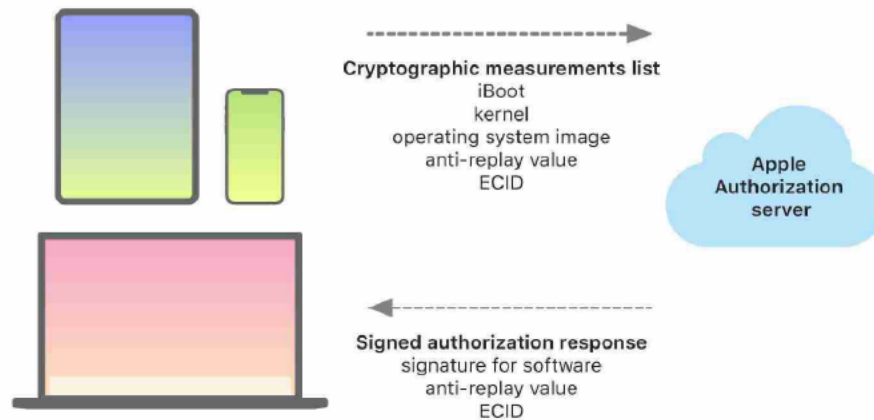 Cryptographic measurements list
iBoot
kernel
operating system image
anti-replay value
ECID
Apple
Authorization
server
Signed authorization response
signature for software
anti-replay value
ECID